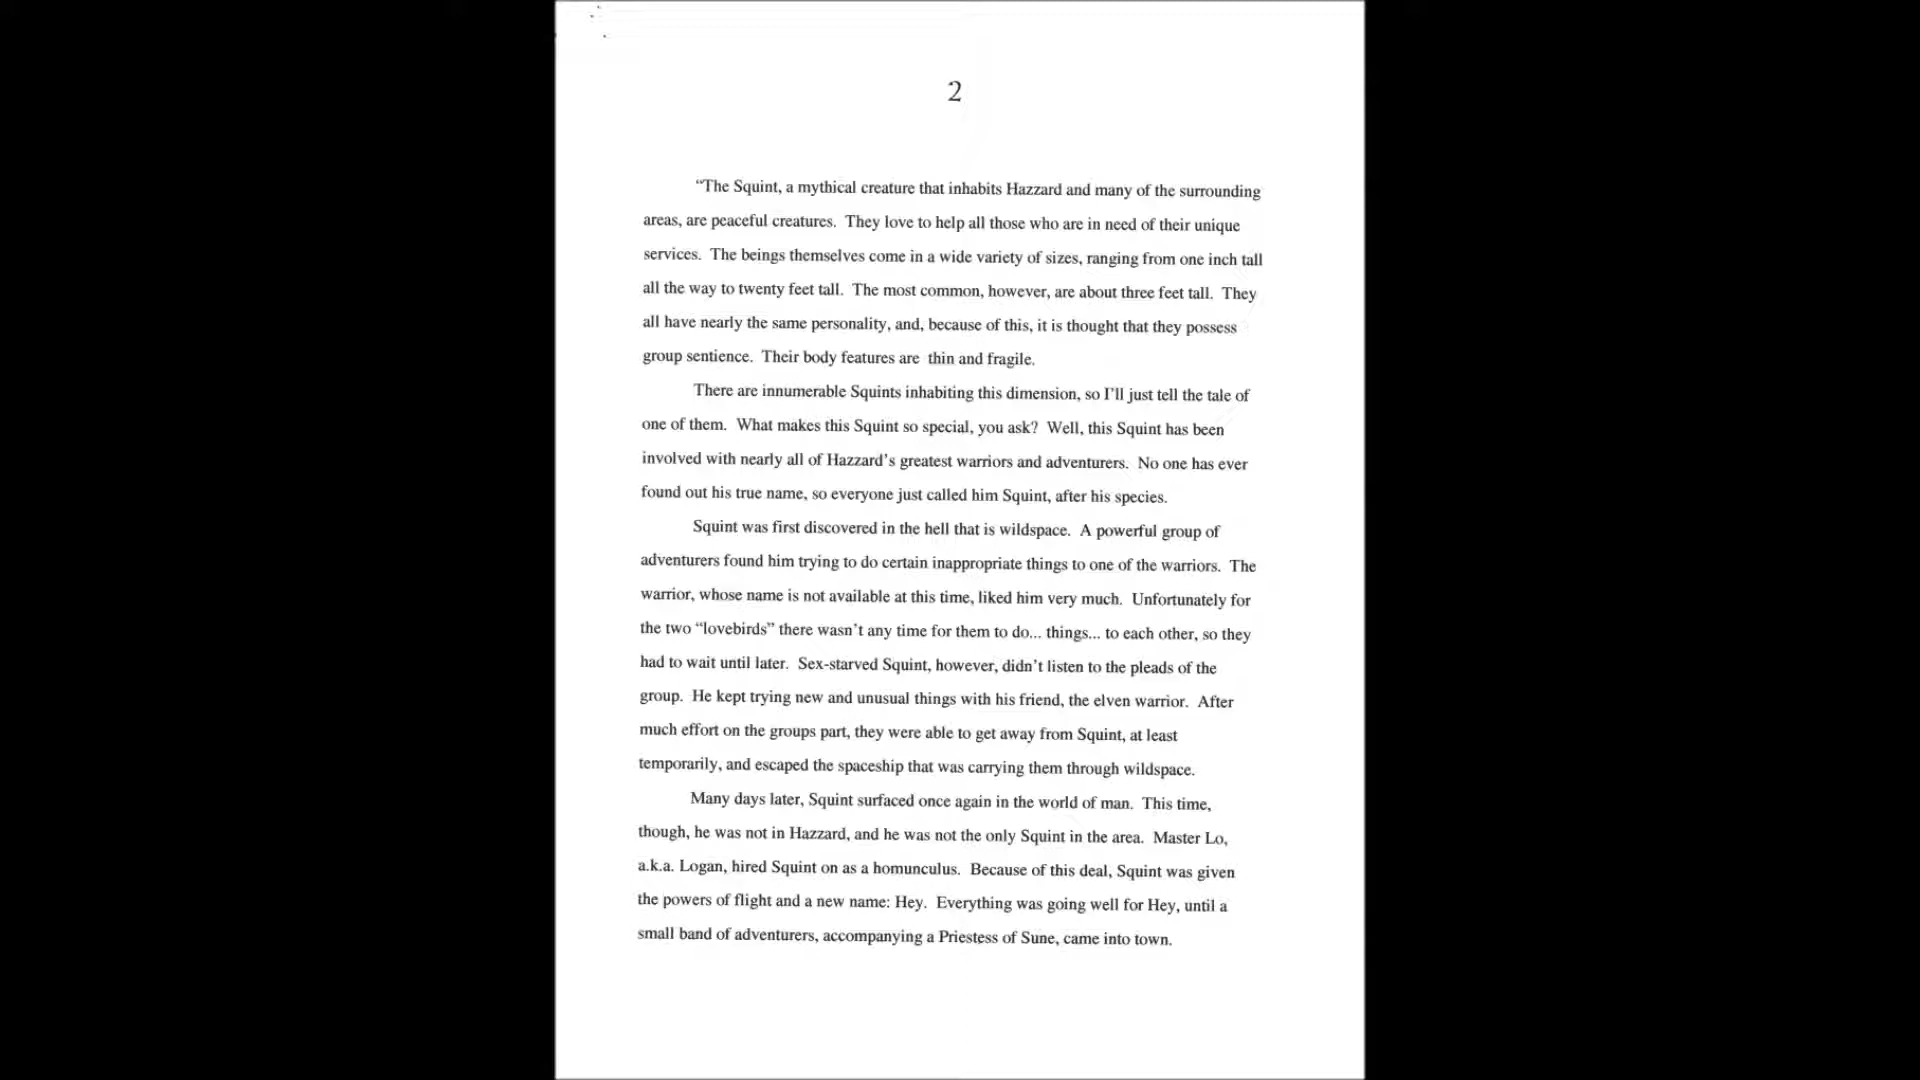 2
“The Squint, a mythical creature that inhabits Hazzard and many of the surrounding
areas, are peaceful creatures.  They love to help all those who are in need of their unique
services.  The beings themselves come in a wide variety of sizes, ranging from one inch tall
all the way to twenty feet tall.  The most common, however, are about three feet tall.  They
all have nearly the same personality, and, because of this, it is thought that they possess
group sentience.  Their body features are  thin and fragile.
There are innumerable Squints inhabiting this dimension, so I’ll just tell the tale of
one of them.  What makes this Squint so special, you ask?  Well, this Squint has been
involved with nearly all of Hazzard’s greatest warriors and adventurers.  No one has ever
found out his true name, so everyone just called him Squint, after his species.
Squint was first discovered in the hell that is wildspace.  A powerful group of
adventurers found him trying to do certain inappropriate things to one of the warriors.  The
warrior, whose name is not available at this time, liked him very much.  Unfortunately for
the two “lovebirds” there wasn’t any time for them to do... things... to each other, so they
had to wait until later.  Sex-starved Squint, however, didn’t listen to the pleads of the
group.  He kept trying new and unusual things with his friend, the elven warrior.  After
much effort on the groups part, they were able to get away from Squint, at least
temporarily, and escaped the spaceship that was carrying them through wildspace.
Many days later, Squint surfaced once again in the world of man.  This time,
though, he was not in Hazzard, and he was not the only Squint in the area.  Master Lo,
a.k.a. Logan, hired Squint on as a homunculus.  Because of this deal, Squint was given
the powers of flight and a new name: Hey.  Everything was going well for Hey, until a
small band of adventurers, accompanying a Priestess of Sune, came into town.